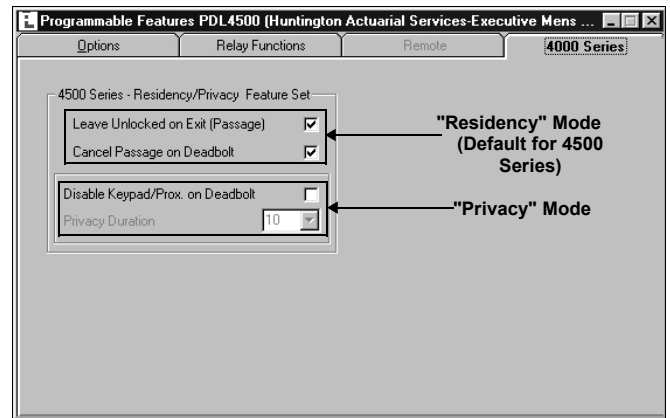 Programmable Features PDL4500 (Huntington Actuarial Services-Executive Mens ...
Options Relay Functions Remote 4000 Series
4500 Series - Residency/Privacy Feature Set
Leave Unlocked on Exit (Passage)
Cancel Passage on Deadbolt
"Residency" Mode
(Default for 4500
Series)
Disable Keypad/Prox. on Deadbolt
Privacy Duration 10
"Privacy" Mode